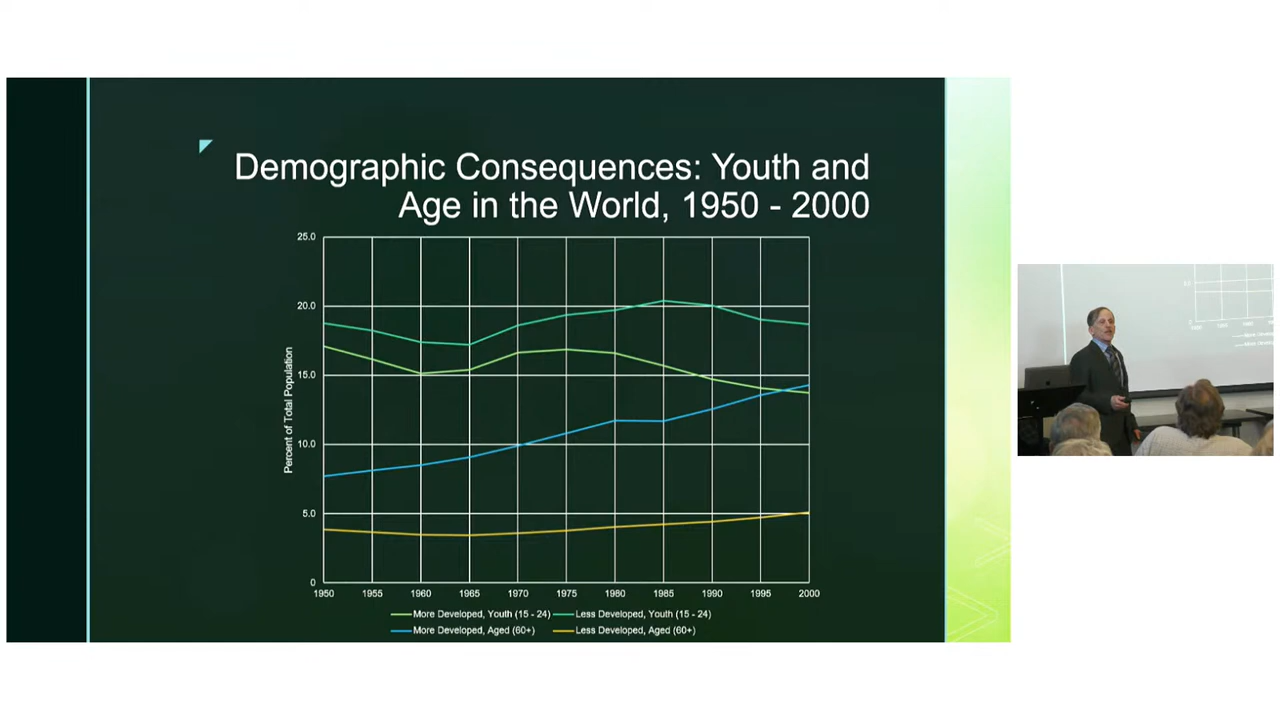 Demographic Consequences: Youth and
Age in the World, 1950 - 2000
Percent of Total Population
25.0
20.0
15.0
10.0
5.0
0
1950 1955 1960 1965 1970 1975 1980 1985 1990 1995 2000
More Developed, Youth (15 - 24) Less Developed, Youth (15 - 24)
More Developed, Aged (60+) Less Developed, Aged (60+)